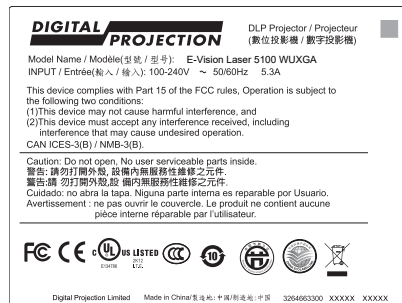 DIGITAL PROJECTION
DLP Projector / Projecteur
(數位投影機 / 數字投影機)
Model Name / Modèle(型號 / 型号): E-Vision Laser 5100 WUXGA
INPUT / Entrée(輸入 / 输入): 100-240V ~ 50/60Hz 5.3A
This device complies with Part 15 of the FCC rules, Operation is subject to
the following two conditions:
(1)This device may not cause harmful interference, and
(2)This device must accept any interference received, including
interference that may cause undesired operation.
CAN ICES-3(B) / NMB-3(B).
Caution: Do not open, No user serviceable parts inside.
警告: 請勿打開外殼, 設備內無服務性維修之元件.
警告:請 勿打開外殼,設 備内無服務性維修之元件.
Cuidado: no abra la tapa. Niguna parte interna es reparable por Usuario.
Avertissement : ne pas ouvrir le couvercle. Le produit ne contient aucune
pièce interne réparable par l'utilisateur.
FC CE c UL US LISTED CCC 10
E134786 2K12 I.T.E.
Digital Projection Limited Made in China/製造地:中國/制造地:中国 3264663300 XXXXX XXXXX